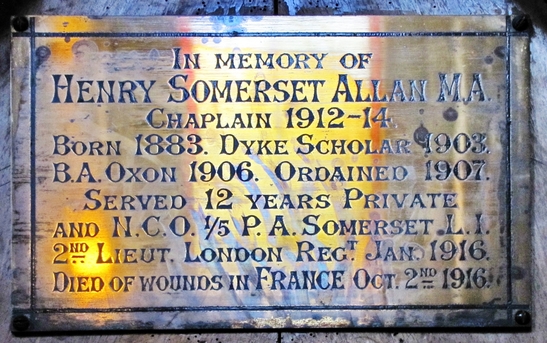 In memory of
Henry Somerset Allan M.A.
Chaplain 1912-14.
Born 1883. Dyke Scholar 1903.
B.A. Oxon 1906. Ordained 1907.
Served 12 years Private
and N.C.O. 1/5 P.A. Somerset L.I.
2nd Lieut. London Regt Jan. 1916.
Died of wounds in France Oct. 2nd 1916.